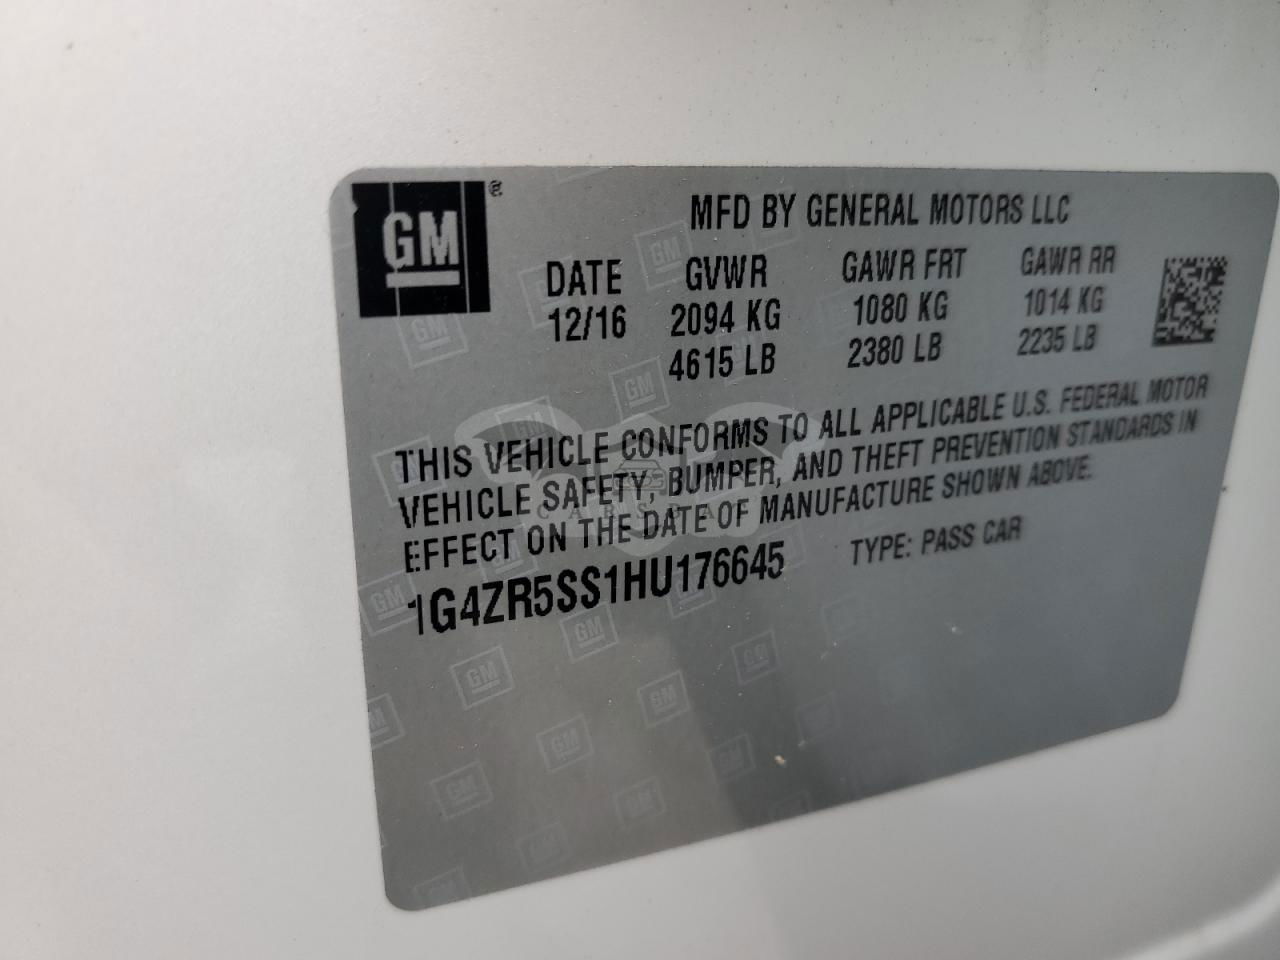 GM ®
MFD BY GENERAL MOTORS LLC
DATE GVWR GAWR FRT GAWR RR
12/16 2094 KG 1080 KG 1014 KG
4615 LB 2380 LB 2235 LB
THIS VEHICLE CONFORMS TO ALL APPLICABLE U.S. FEDERAL MOTOR
VEHICLE SAFETY, BUMPER, AND THEFT PREVENTION STANDARDS IN
EFFECT ON THE DATE OF MANUFACTURE SHOWN ABOVE.
1G4ZR5SS1HU176645 TYPE: PASS CAR